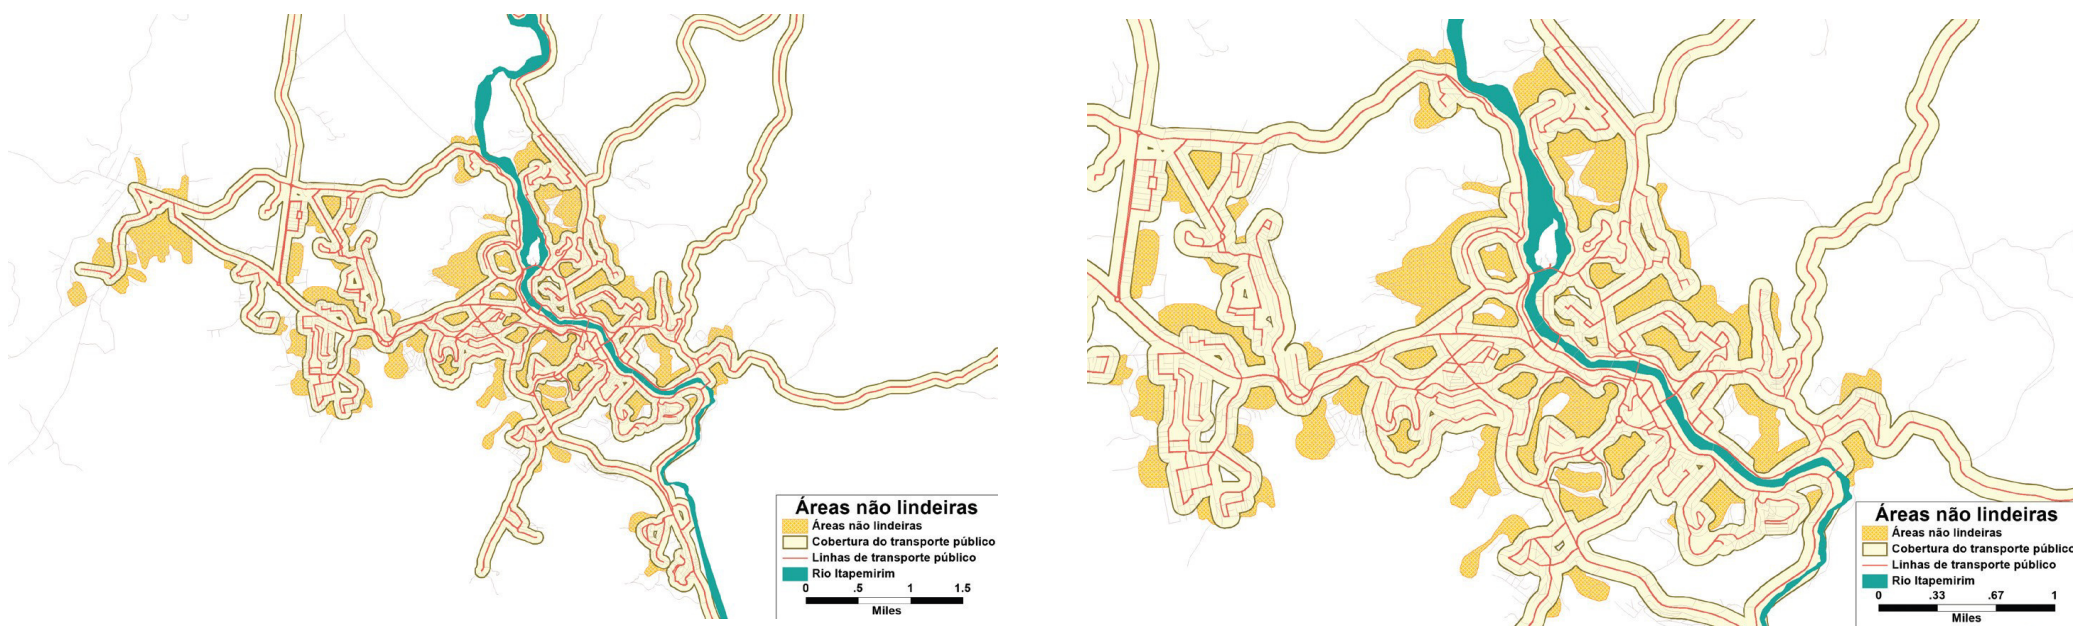 Áreas não lindeiras
Áreas não lindeiras
Cobertura do transporte público
Linhas de transporte público
Rio Itapemirim
0 .5 1 1.5
Miles
Áreas não lindeiras
Áreas não lindeiras
Cobertura do transporte público
Linhas de transporte público
Rio Itapemirim
0 .33 .67 1
Miles